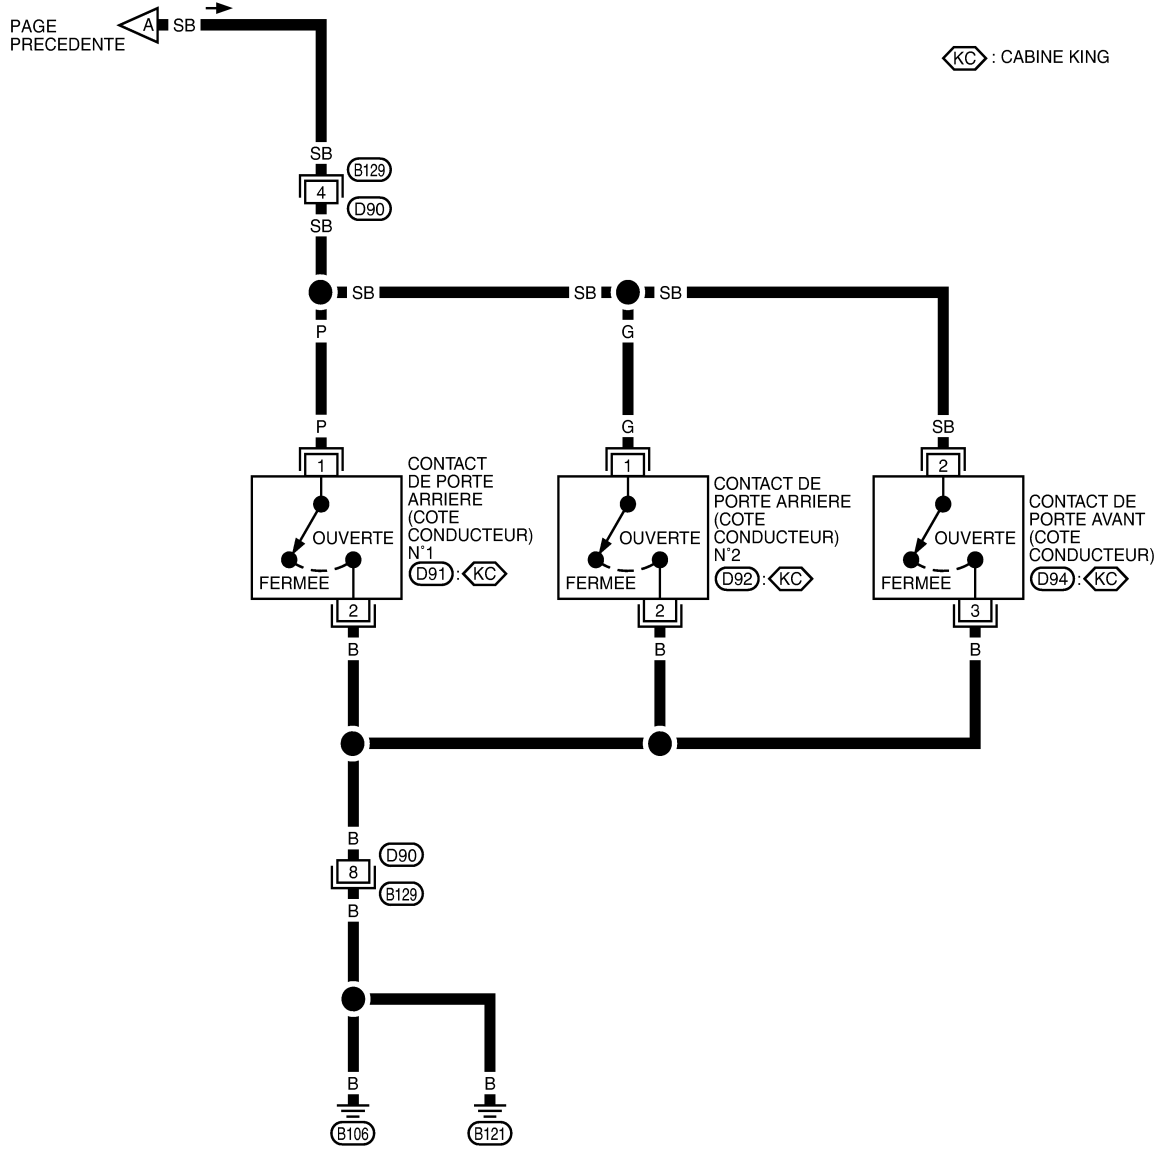 PAGE
PRECEDENTE
A
SB
KC : CABINE KING
SB
B129
4
D90
SB
SB
SB
SB
P
G
P
G
SB
1
1
2
CONTACT
DE PORTE
ARRIERE
(COTE
CONDUCTEUR)
N°1
D91 : KC
OUVERTE
FERMEE
CONTACT DE
PORTE ARRIERE
(COTE
CONDUCTEUR)
N°2
D92 : KC
OUVERTE
FERMEE
CONTACT DE
PORTE AVANT
(COTE
CONDUCTEUR)
D94 : KC
OUVERTE
FERMEE
2
2
3
B
B
B
B
D90
8
B129
B
B
B
B106
B121